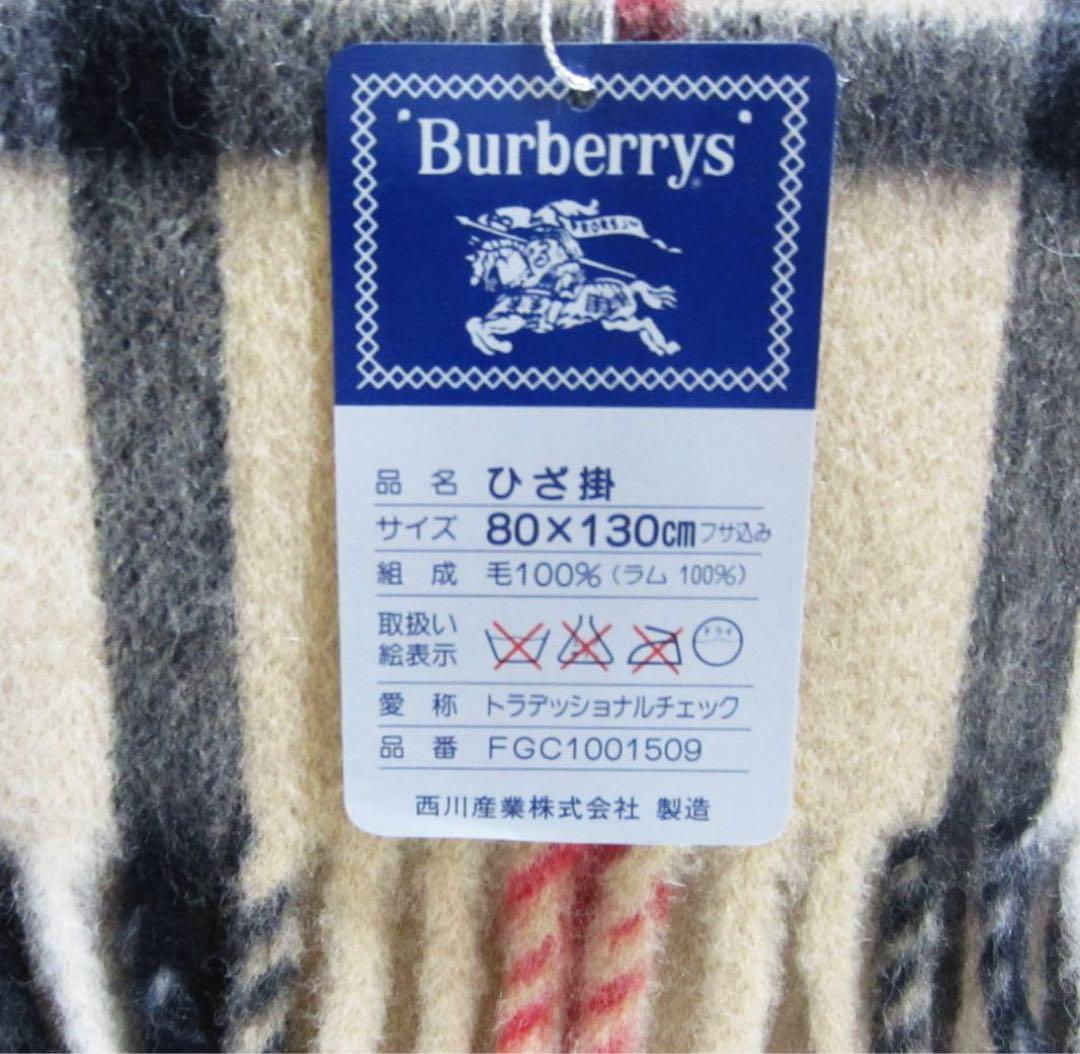 'Burberrys'
品名 ひざ掛
サイズ 80×130cm フサ込み
組成 毛100%(ラム 100%)
取扱い
絵表示
ドライ
愛称 トラデッショナルチェック
品番 FGC1001509
西川産業株式会社 製造